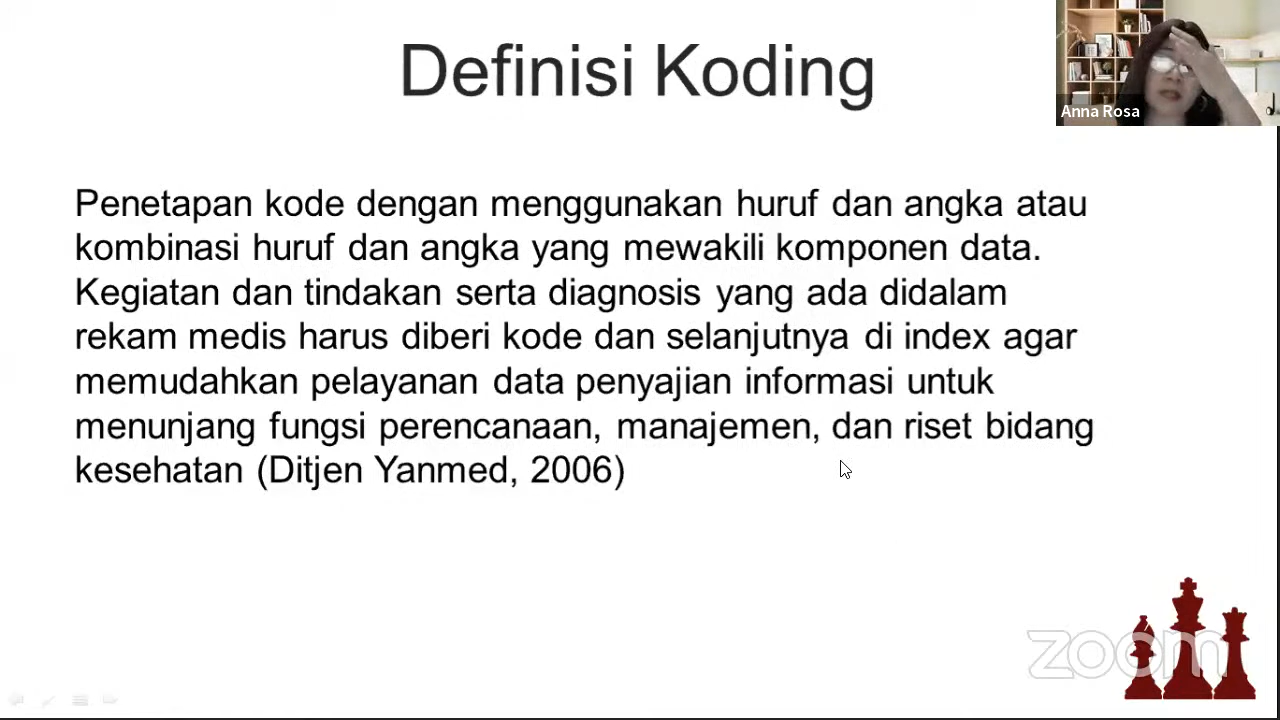 Definisi Koding
Anna Rosa
Penetapan kode dengan menggunakan huruf dan angka atau
kombinasi huruf dan angka yang mewakili komponen data.
Kegiatan dan tindakan serta diagnosis yang ada didalam
rekam medis harus diberi kode dan selanjutnya di index agar
memudahkan pelayanan data penyajian informasi untuk
menunjang fungsi perencanaan, manajemen, dan riset bidang
kesehatan (Ditjen Yanmed, 2006)
zoom